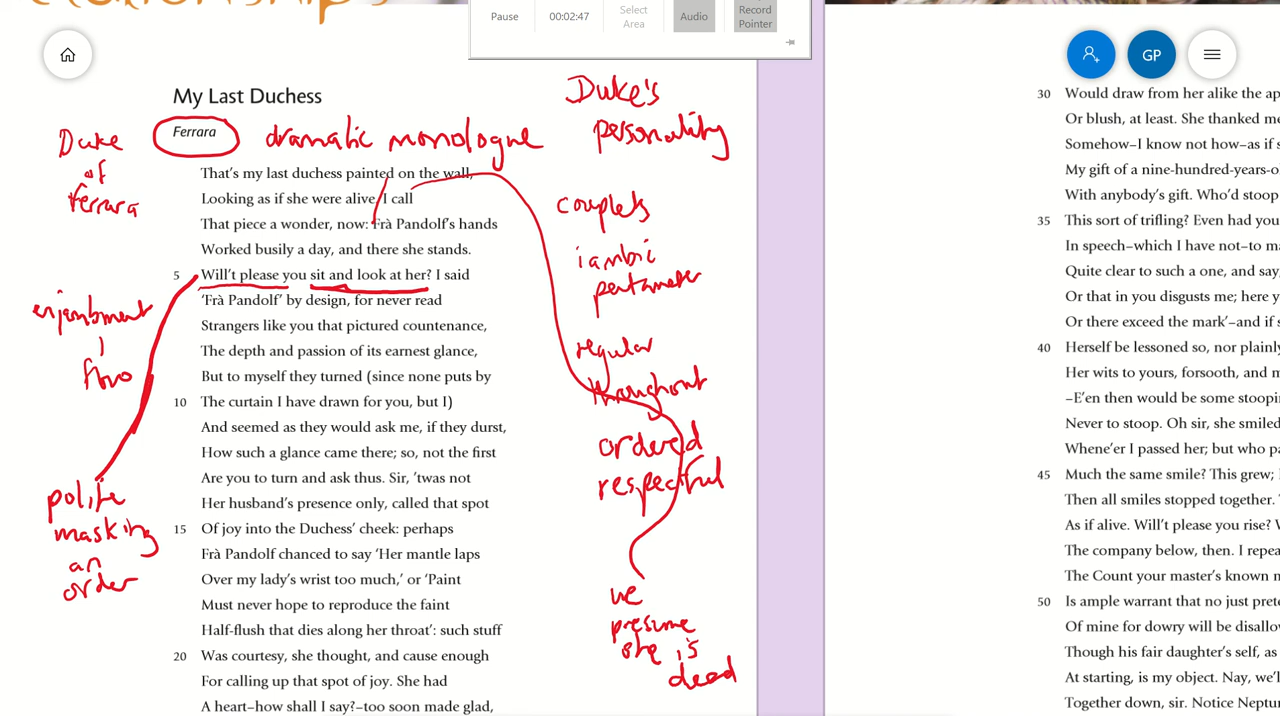 Pause
00:02:47
Select
Area
Audio
Record
Pointer
GP
My Last Duchess
Ferrara
dramatic monologue
Duke
of
Ferrara
Duke's
personality
That's my last duchess painted on the wall,
Looking as if she were alive. I call
That piece a wonder, now: Frà Pandolf's hands
Worked busily a day, and there she stands.
5 Will't please you sit and look at her? I said
'Frà Pandolf' by design, for never read
Strangers like you that pictured countenance,
The depth and passion of its earnest glance,
But to myself they turned (since none puts by
10 The curtain I have drawn for you, but I)
And seemed as they would ask me, if they durst,
How such a glance came there; so, not the first
Are you to turn and ask thus. Sir, 'twas not
Her husband's presence only, called that spot
15 Of joy into the Duchess' cheek: perhaps
Frà Pandolf chanced to say 'Her mantle laps
Over my lady's wrist too much,' or 'Paint
Must never hope to reproduce the faint
Half-flush that dies along her throat': such stuff
20 Was courtesy, she thought, and cause enough
For calling up that spot of joy. She had
A heart–how shall I say?–too soon made glad,
enjambment
flow
polite
masking
an
order
couplets
iambic
pentameter
regular
throughout
ordered
respectful
we
presume
she is
dead
30 Would draw from her alike the ap
Or blush, at least. She thanked me
Somehow–I know not how–as if s
My gift of a nine-hundred-years-o
With anybody's gift. Who'd stoop
35 This sort of trifling? Even had you
In speech–which I have not–to ma
Quite clear to such a one, and say,
Or that in you disgusts me; here y
Or there exceed the mark'–and if s
40 Herself be lessoned so, nor plainly
Her wits to yours, forsooth, and m
–E'en then would be some stoopin
Never to stoop. Oh sir, she smiled
Whene'er I passed her; but who pa
45 Much the same smile? This grew; I
Then all smiles stopped together. T
As if alive. Will't please you rise? W
The company below, then. I repea
The Count your master's known m
50 Is ample warrant that no just prete
Of mine for dowry will be disallow
Though his fair daughter's self, as
At starting, is my object. Nay, we'l
Together down, sir. Notice Neptun